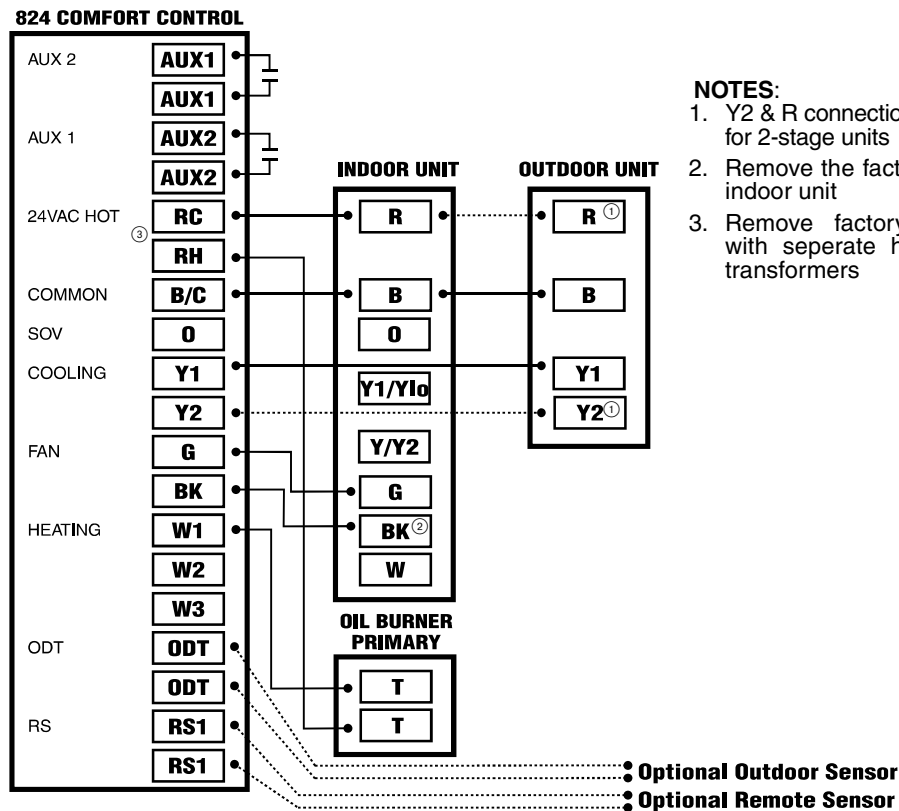 824 COMFORT CONTROL
AUX 2 AUX1
AUX1
AUX 1 AUX2
AUX2
24VAC HOT RC
③ RH
COMMON B/C
SOV O
COOLING Y1
Y2
FAN G
BK
HEATING W1
W2
W3
ODT ODT
ODT
RS RS1
RS1
INDOOR UNIT
R
B
O
Y1/Ylo
Y/Y2
G
BK②
W
OIL BURNER
PRIMARY
T
T
OUTDOOR UNIT
R①
B
Y1
Y2①
NOTES:
1. Y2 & R connectio
for 2-stage units
2. Remove the fact
indoor unit
3. Remove factory
with seperate h
transformers
Optional Outdoor Sensor
Optional Remote Sensor